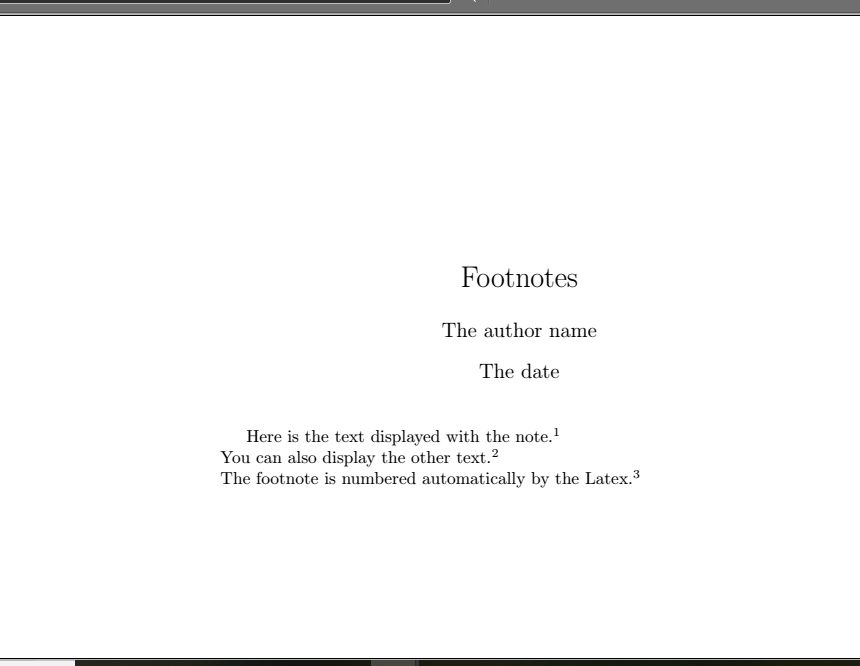 Footnotes
The author name
The date
Here is the text displayed with the note.1
You can also display the other text.2
The footnote is numbered automatically by the Latex.3